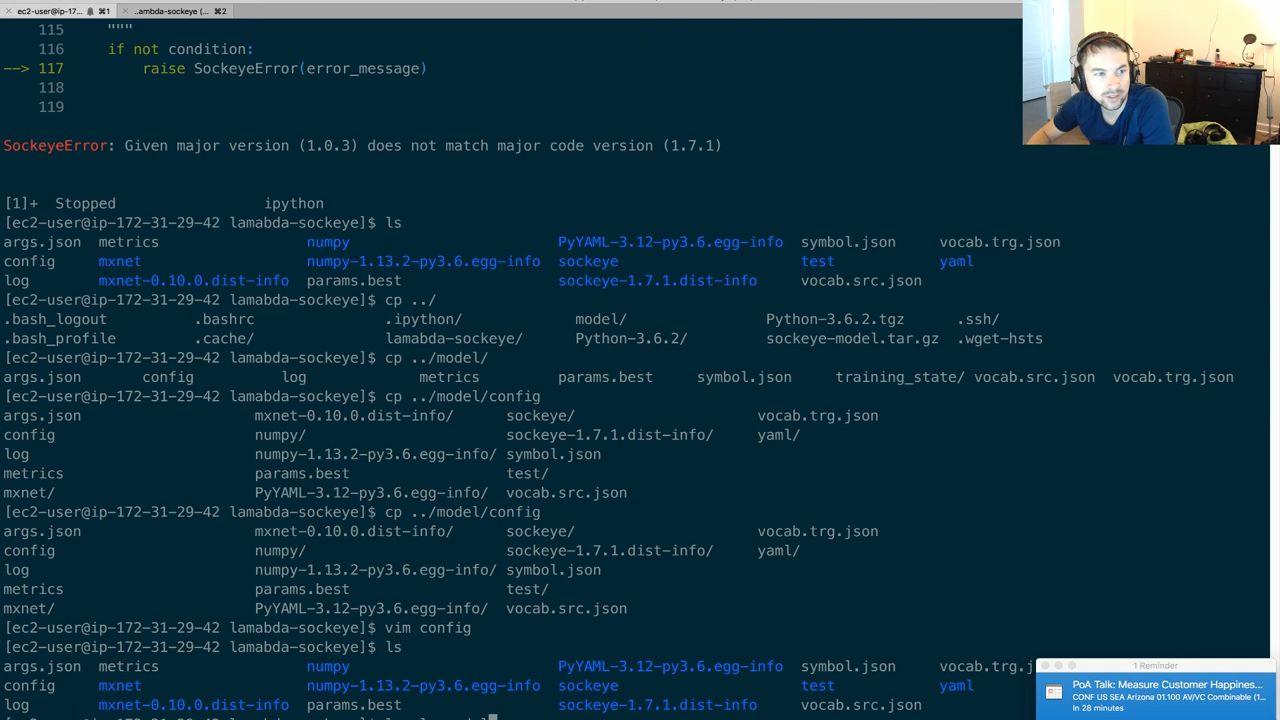 ec2-user@ip-17... ⌘1 ..ambda-sockeye (... ⌘2
115 """
116 if not condition:
--> 117 raise SockeyeError(error_message)
118
119
SockeyeError: Given major version (1.0.3) does not match major code version (1.7.1)
[1]+ Stopped ipython
[ec2-user@ip-172-31-29-42 lamabda-sockeye]$ ls
args.json metrics numpy PyYAML-3.12-py3.6.egg-info symbol.json vocab.trg.json
config mxnet numpy-1.13.2-py3.6.egg-info sockeye test yaml
log mxnet-0.10.0.dist-info params.best sockeye-1.7.1.dist-info vocab.src.json
[ec2-user@ip-172-31-29-42 lamabda-sockeye]$ cp ../
.bash_logout .bashrc .ipython/ model/ Python-3.6.2.tgz .ssh/
.bash_profile .cache/ lamabda-sockeye/ Python-3.6.2/ sockeye-model.tar.gz .wget-hsts
[ec2-user@ip-172-31-29-42 lamabda-sockeye]$ cp ../model/
args.json config log metrics params.best symbol.json training_state/ vocab.src.json vocab.trg.json
[ec2-user@ip-172-31-29-42 lamabda-sockeye]$ cp ../model/config
args.json mxnet-0.10.0.dist-info/ sockeye/ vocab.trg.json
config numpy/ sockeye-1.7.1.dist-info/ yaml/
log numpy-1.13.2-py3.6.egg-info/ symbol.json
metrics params.best test/
mxnet/ PyYAML-3.12-py3.6.egg-info/ vocab.src.json
[ec2-user@ip-172-31-29-42 lamabda-sockeye]$ cp ../model/config
args.json mxnet-0.10.0.dist-info/ sockeye/ vocab.trg.json
config numpy/ sockeye-1.7.1.dist-info/ yaml/
log numpy-1.13.2-py3.6.egg-info/ symbol.json
metrics params.best test/
mxnet/ PyYAML-3.12-py3.6.egg-info/ vocab.src.json
[ec2-user@ip-172-31-29-42 lamabda-sockeye]$ vim config
[ec2-user@ip-172-31-29-42 lamabda-sockeye]$ ls
args.json metrics numpy PyYAML-3.12-py3.6.egg-info symbol.json vocab.trg.j
config mxnet numpy-1.13.2-py3.6.egg-info sockeye test yaml
log mxnet-0.10.0.dist-info params.best sockeye-1.7.1.dist-info vocab.src.json
1 Reminder
PoA Talk: Measure Customer Happines...
CONF US SEA Arizona 01.100 AV/VC Combinable (1...
In 28 minutes